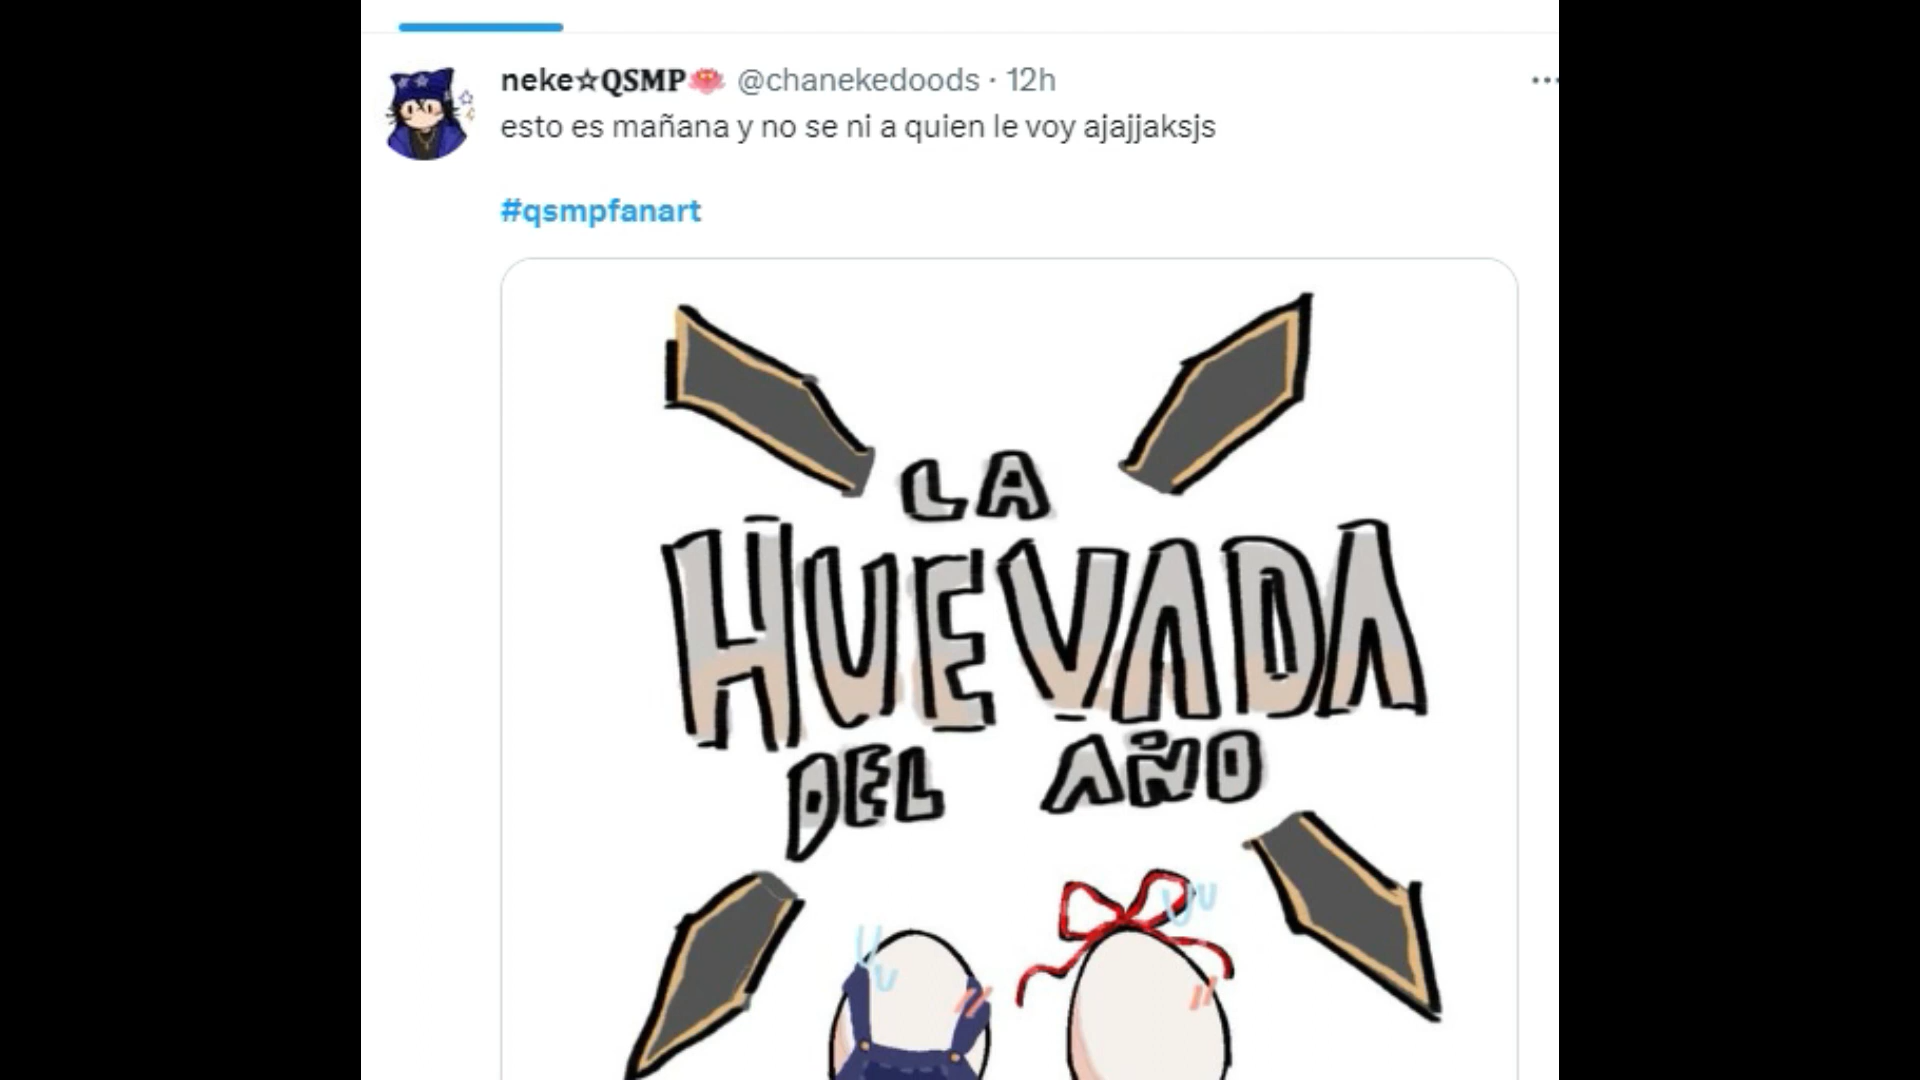 neke☆QSMP🪷 @chanekedoods · 12h
esto es mañana y no se ni a quien le voy ajajjaksjs
#qsmpfanart
LA
HUEVADA
DEL AÑO